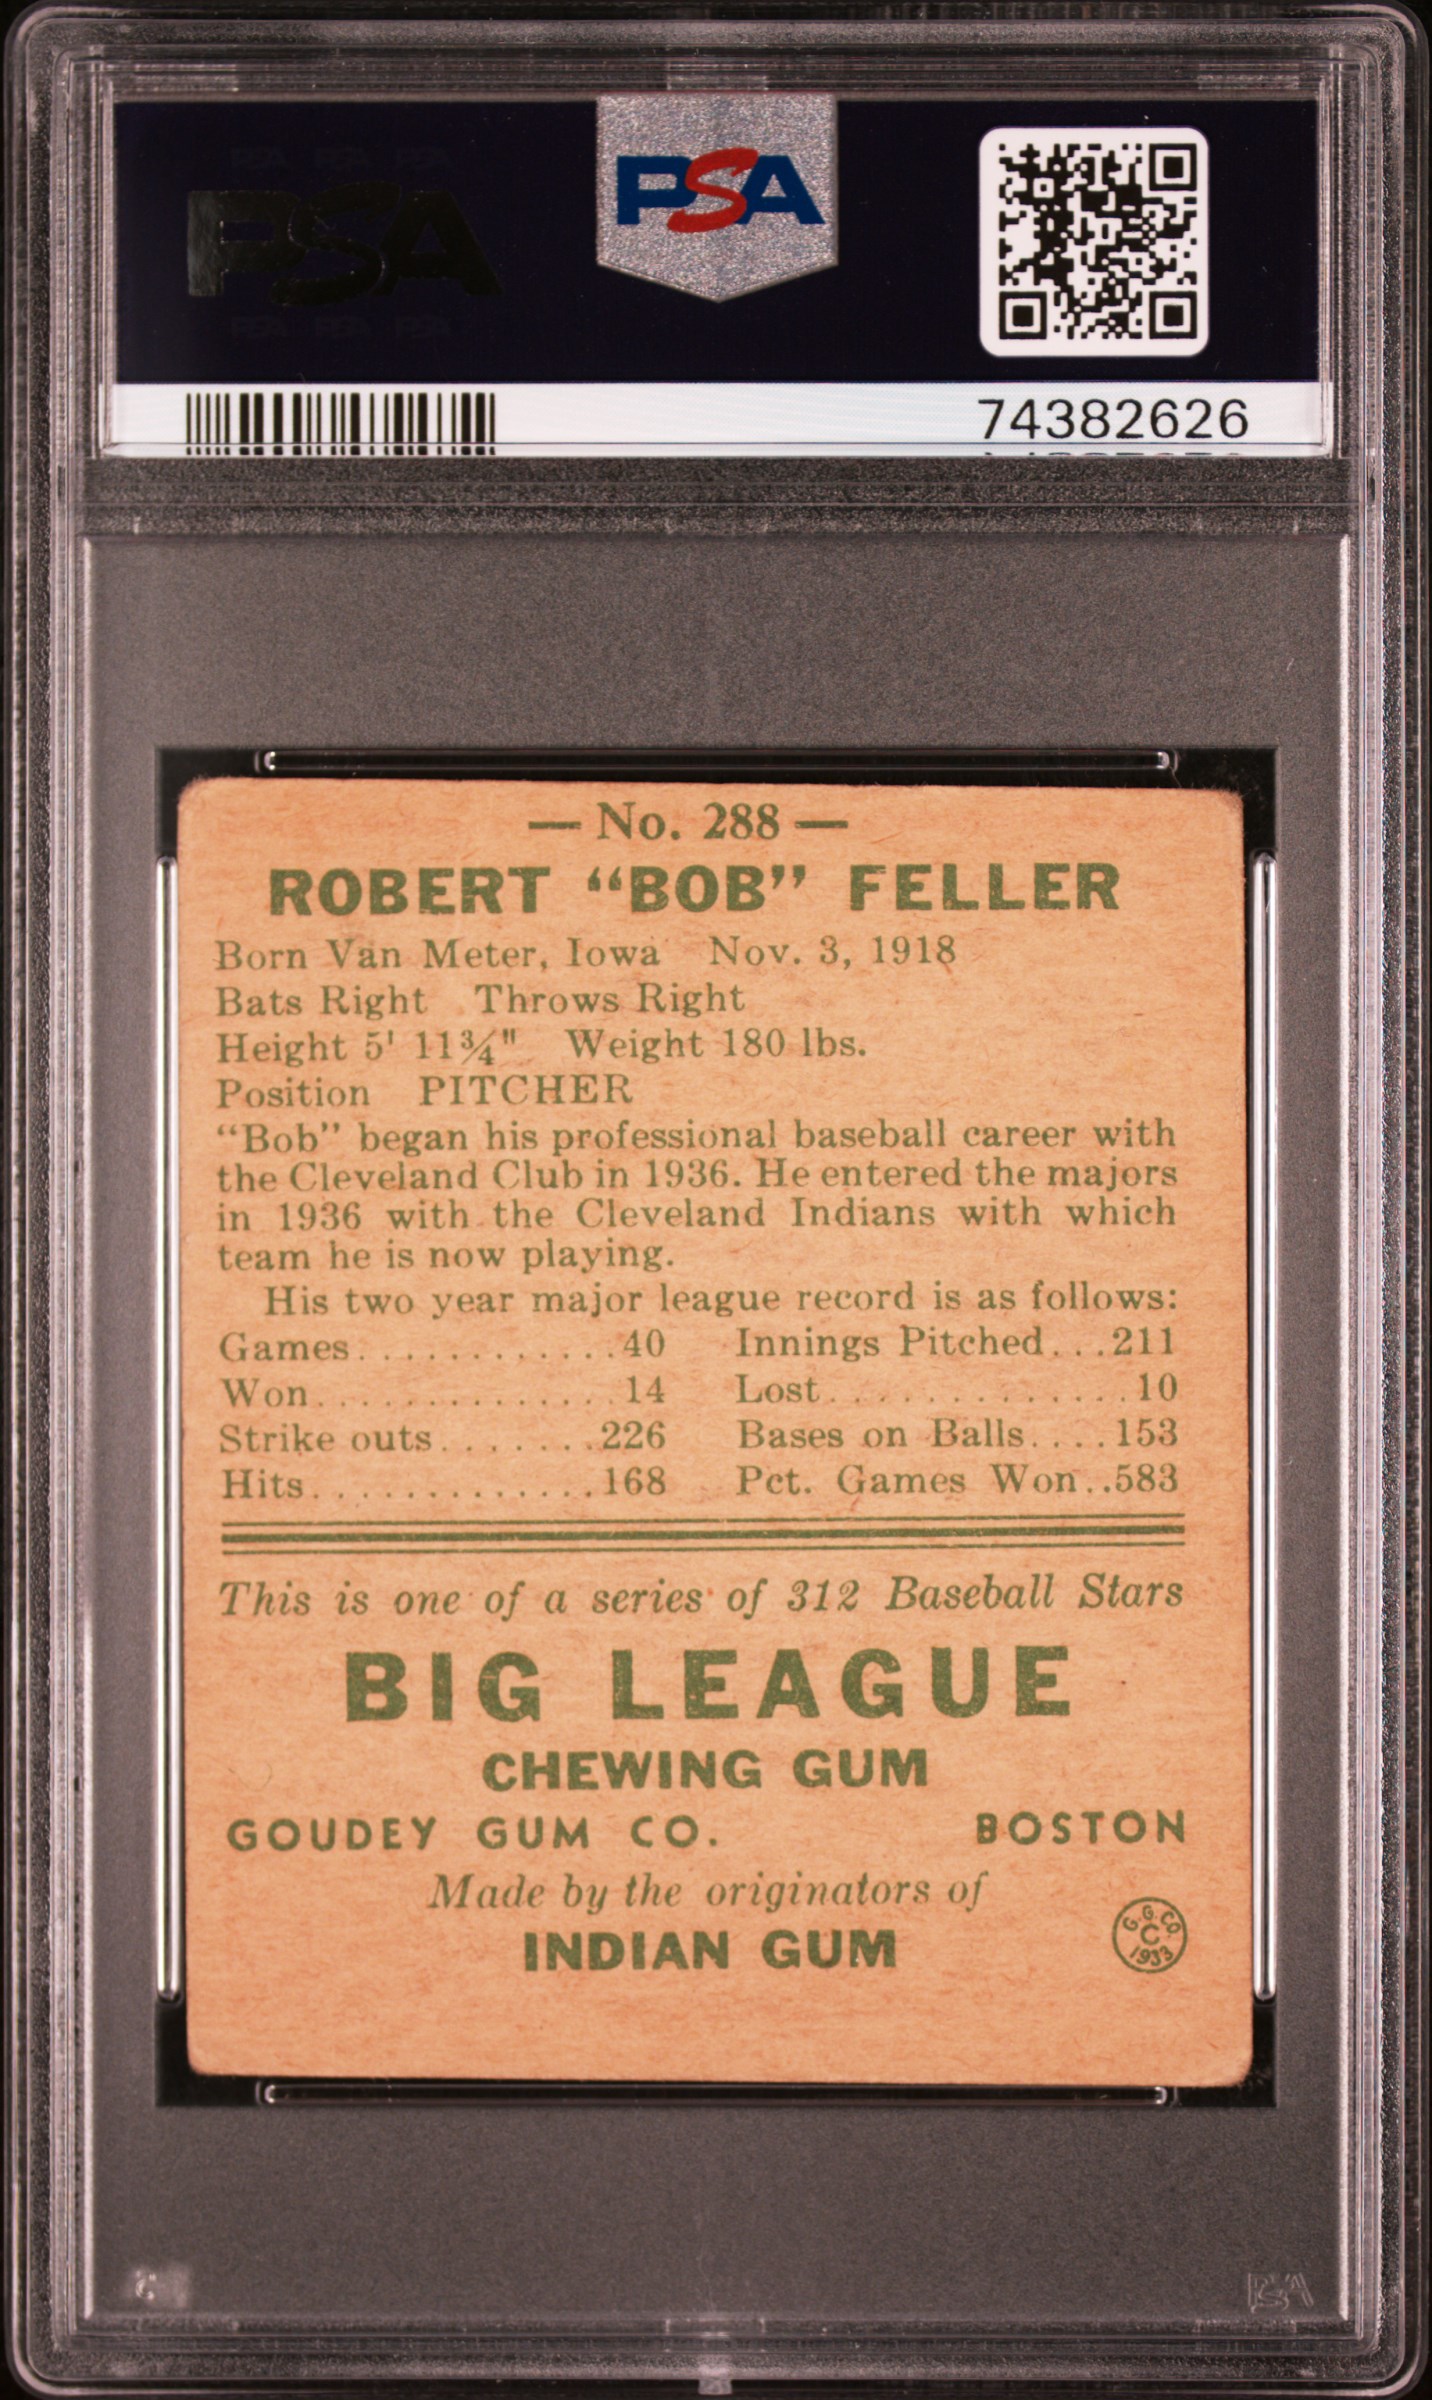 PSA
PSA
74382626
— No. 288 —
ROBERT “BOB” FELLER
Born Van Meter, Iowa Nov. 3, 1918
Bats Right Throws Right
Height 5' 11¾" Weight 180 lbs.
Position PITCHER
“Bob” began his professional baseball career with
the Cleveland Club in 1936. He entered the majors
in 1936 with the Cleveland Indians with which
team he is now playing.
His two year major league record is as follows:
Games............40 Innings Pitched...211
Won..............14 Lost..............10
Strike outs.......226 Bases on Balls....153
Hits.............168 Pct. Games Won..583
This is one of a series of 312 Baseball Stars
BIG LEAGUE
CHEWING GUM
GOUDEY GUM CO. BOSTON
Made by the originators of
INDIAN GUM
G.G.CO.
C
1933
PSA